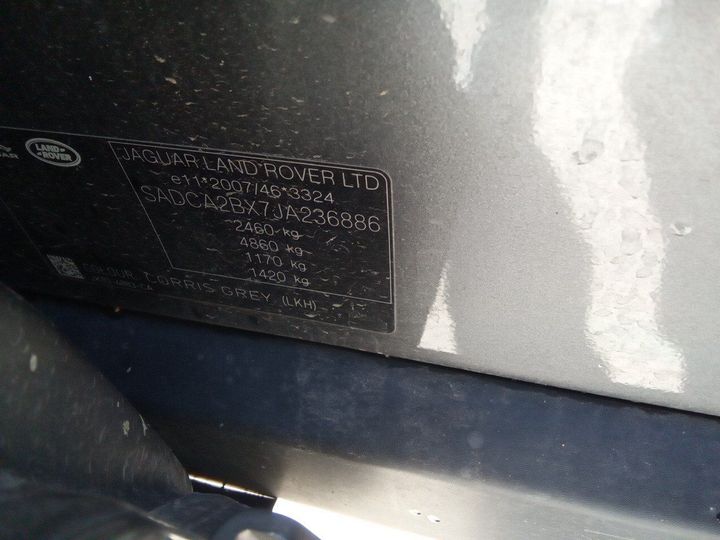 LAND-
ROVER
JAGUAR LAND ROVER LTD
e11*2007/46*3324
SADCA2BX7JA236886
2460 kg
4860 kg
1170 kg
1420 kg
COLOUR CORRIS GREY (LKH)